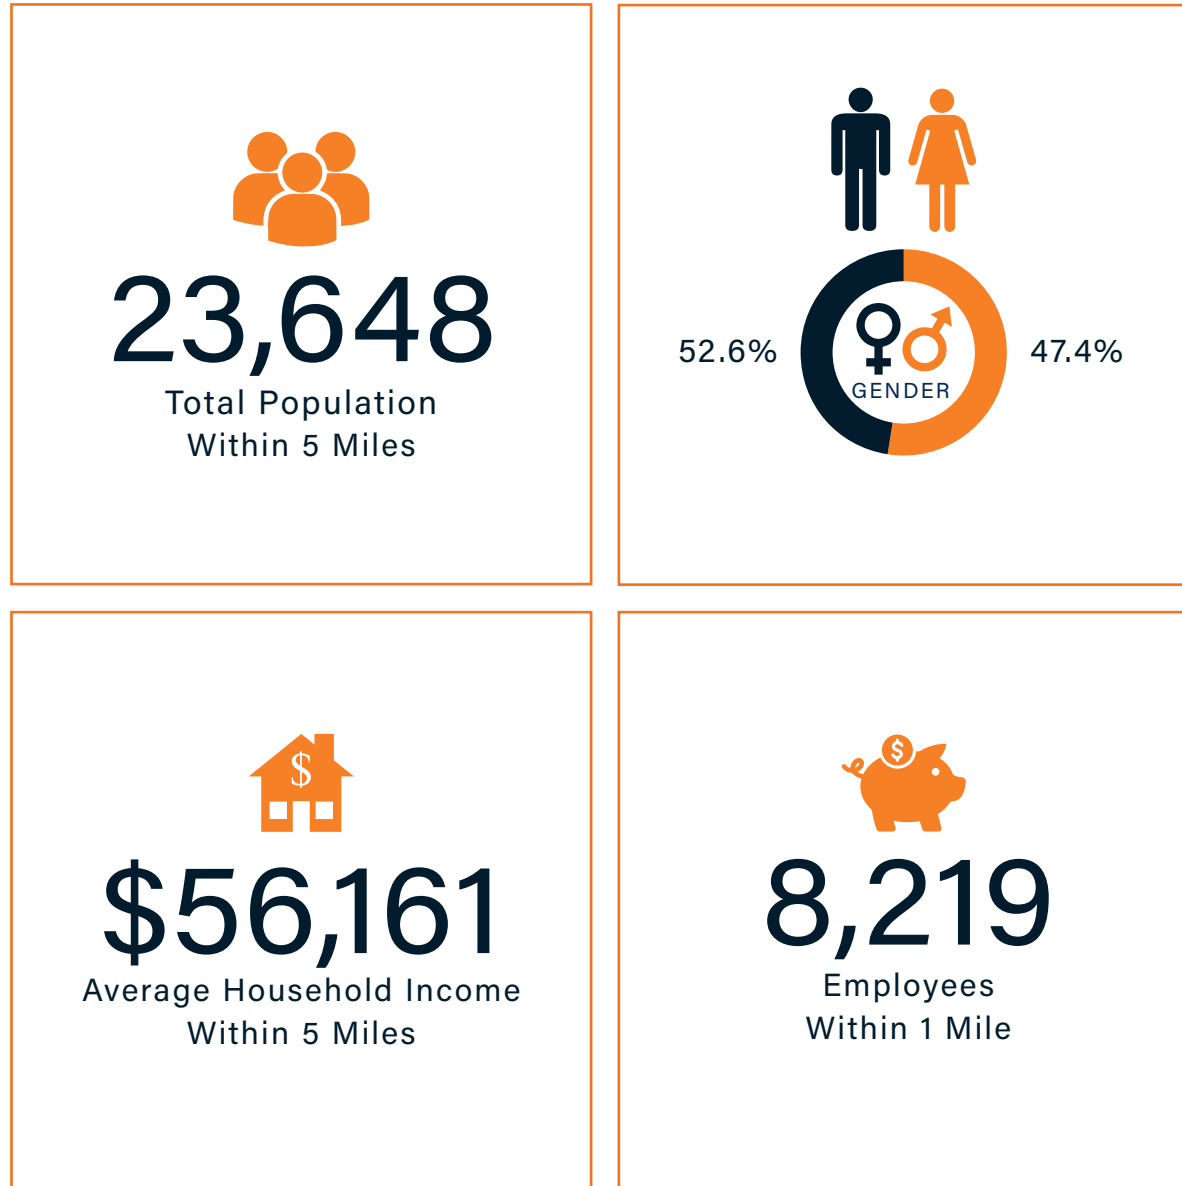 23,648
Total Population
Within 5 Miles
52.6%
GENDER
47.4%
$
$56,161
Average Household Income
Within 5 Miles
$
8,219
Employees
Within 1 Mile